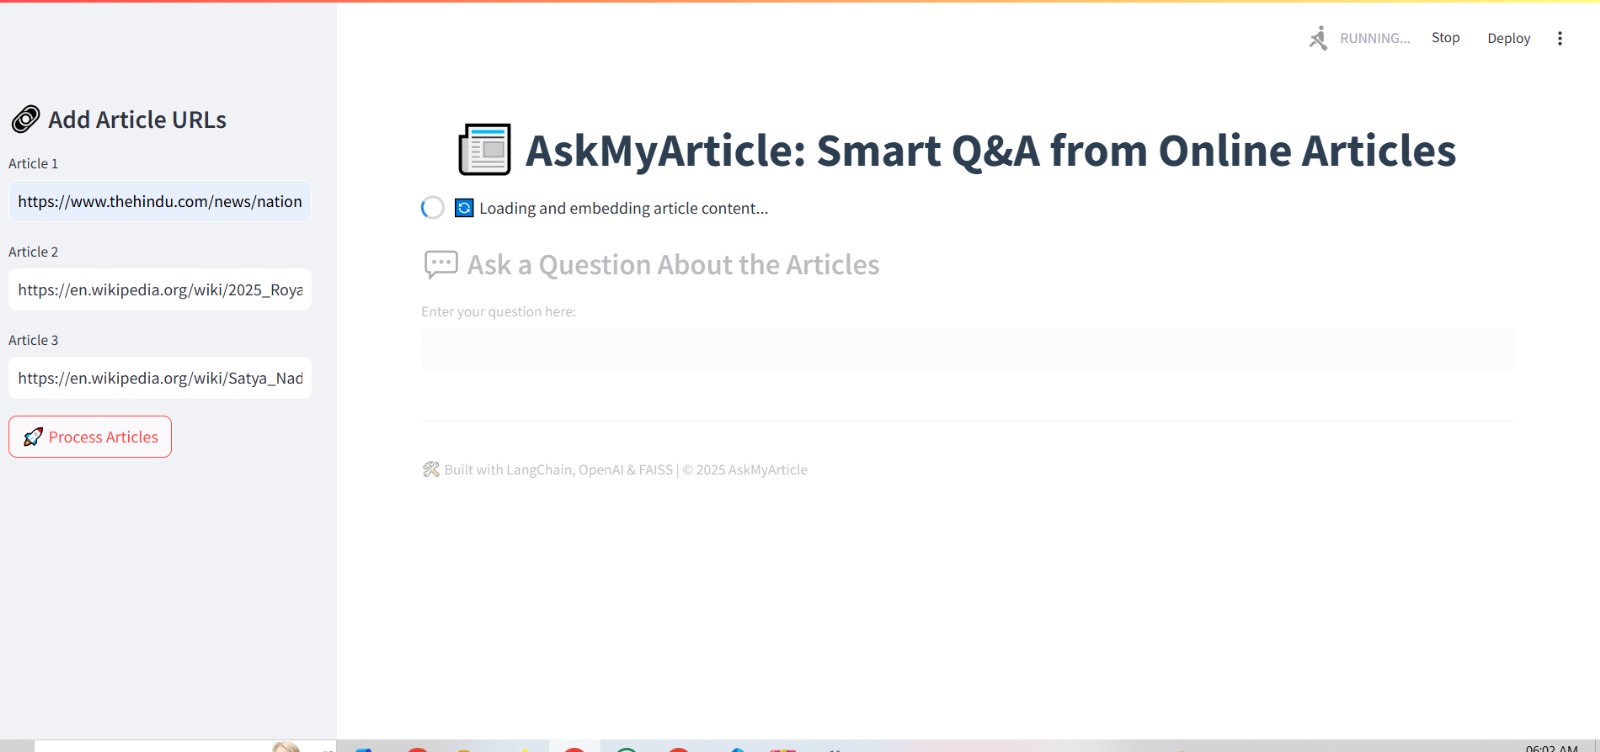 RUNNING...
Stop
Deploy
Add Article URLs
Article 1
https://www.thehindu.com/news/nation
Article 2
https://en.wikipedia.org/wiki/2025_Roya
Article 3
https://en.wikipedia.org/wiki/Satya_Nad
Process Articles
AskMyArticle: Smart Q&A from Online Articles
Loading and embedding article content...
Ask a Question About the Articles
Enter your question here:
Built with LangChain, OpenAI & FAISS | © 2025 AskMyArticle
06:02 AM